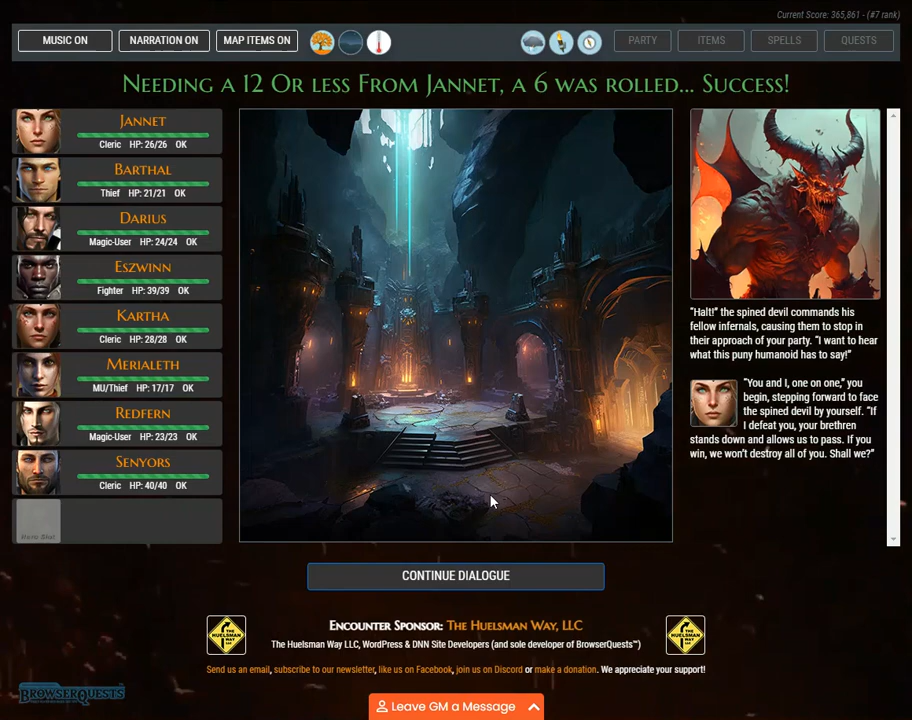 Current Score: 365,861 - (#7 rank)
MUSIC ON
NARRATION ON
MAP ITEMS ON
PARTY
ITEMS
SPELLS
QUESTS
Needing a 12 Or less From Jannet, a 6 was rolled... Success!
Jannet
Cleric HP: 26/26 OK
Barthal
Thief HP: 21/21 OK
Darius
Magic-User HP: 24/24 OK
Eszwinn
Fighter HP: 39/39 OK
Kartha
Cleric HP: 28/28 OK
Merialeth
MU/Thief HP: 17/17 OK
Redfern
Magic-User HP: 23/23 OK
Senyors
Cleric HP: 40/40 OK
"Halt!" the spined devil commands his
fellow infernals, causing them to stop in
their approach of your party. "I want to hear
what this puny humanoid has to say!"
"You and I, one on one," you
begin, stepping forward to face
the spined devil by yourself. "If
I defeat you, your brethren
stands down and allows us to pass. If you
win, we won't destroy all of you. Shall we?"
CONTINUE DIALOGUE
THE HUELSMAN WAY
Encounter Sponsor: The Huelsman Way, LLC
The Huelsman Way LLC, WordPress & DNN Site Developers (and sole developer of BrowserQuests™)
THE HUELSMAN WAY
Send us an email, subscribe to our newsletter, like us on Facebook, join us on Discord or make a donation. We appreciate your support!
BROWSERQUESTS
Leave GM a Message